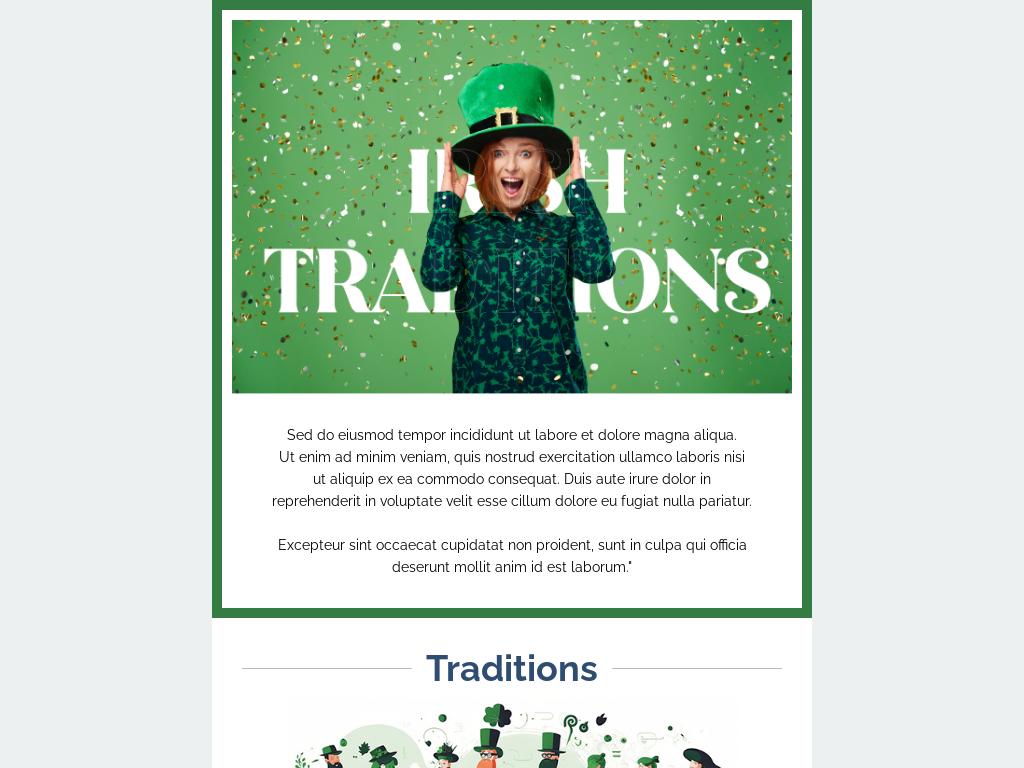 IRISH
TRADITIONS
Sed do eiusmod tempor incididunt ut labore et dolore magna aliqua.
Ut enim ad minim veniam, quis nostrud exercitation ullamco laboris nisi
ut aliquip ex ea commodo consequat. Duis aute irure dolor in
reprehenderit in voluptate velit esse cillum dolore eu fugiat nulla pariatur.
Excepteur sint occaecat cupidatat non proident, sunt in culpa qui officia
deserunt mollit anim id est laborum."
Traditions